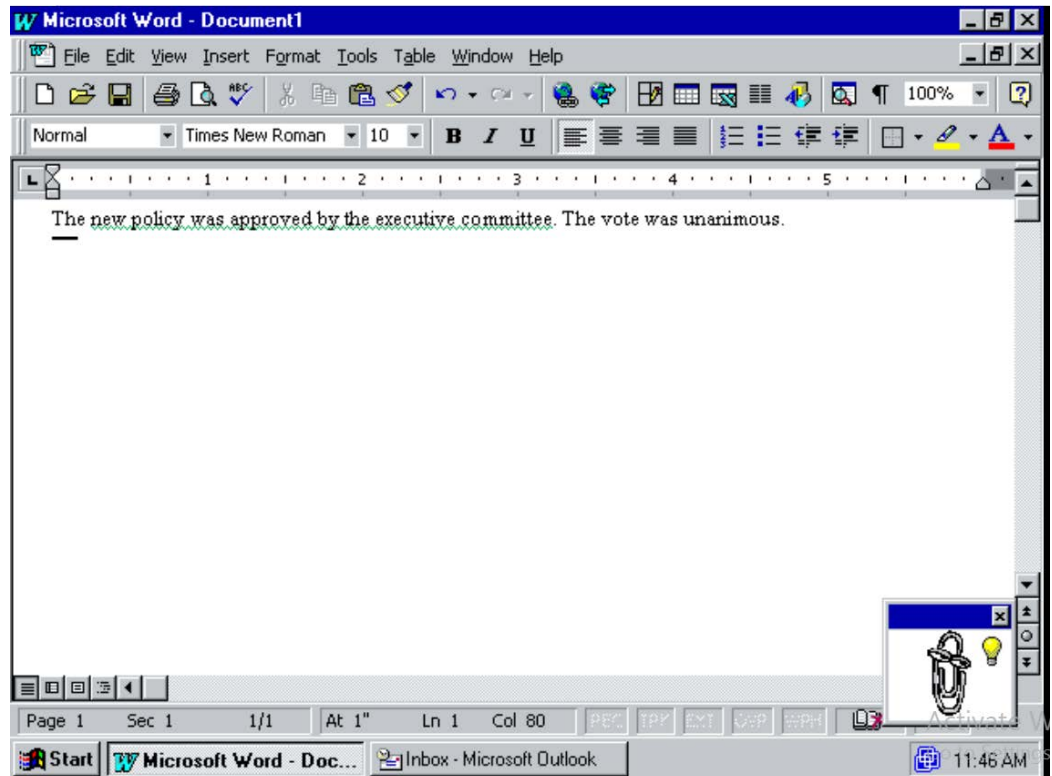 Microsoft Word - Document1
File Edit View Insert Format Tools Table Window Help
ABC 100%
Normal Times New Roman 10 B I U A
1 2 3 4 5
The new policy was approved by the executive committee. The vote was unanimous.
Page 1 Sec 1 1/1 At 1" Ln 1 Col 80 REC TRK EXT OVR WPH
Activate W
Start Microsoft Word - Doc... Inbox - Microsoft Outlook 11:46 AM